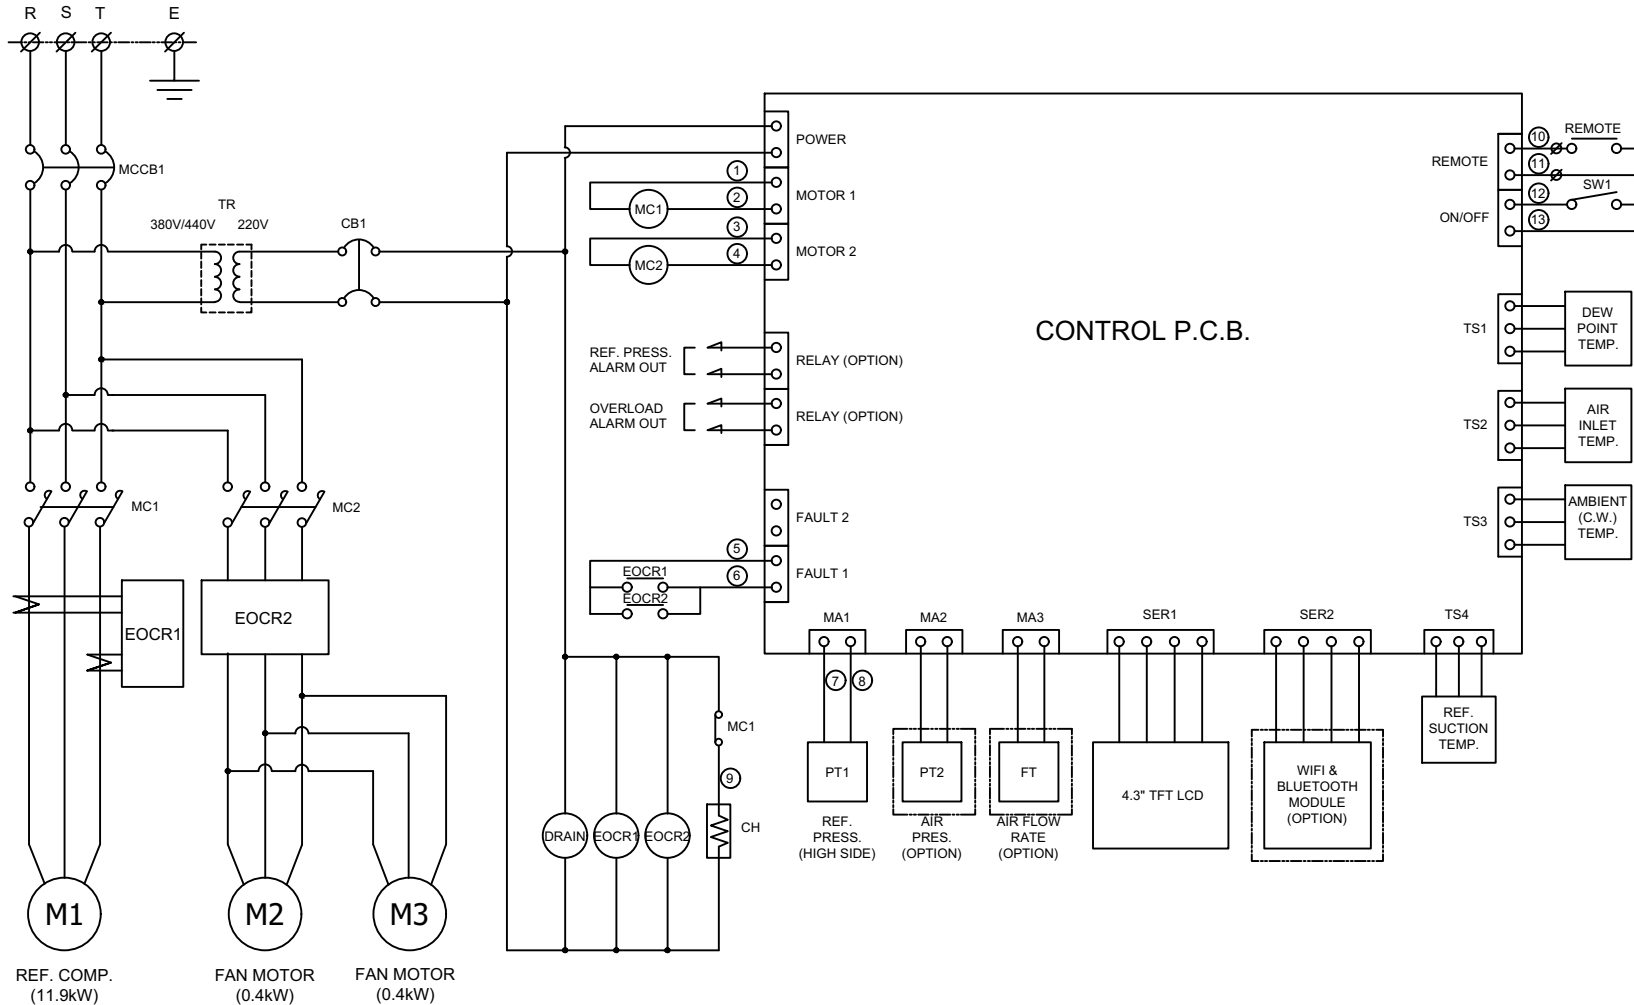 R S T E
MCCB1
TR
380V/440V 220V
CB1
MC1
MC2
EOCR1
EOCR2
M1
M2
M3
REF. COMP.
(11.9kW)
FAN MOTOR
(0.4kW)
FAN MOTOR
(0.4kW)
CONTROL P.C.B.
POWER
1
2
MC1
MOTOR 1
3
4
MC2
MOTOR 2
REF. PRESS.
ALARM OUT
RELAY (OPTION)
OVERLOAD
ALARM OUT
RELAY (OPTION)
FAULT 2
5
6
EOCR1
EOCR2
FAULT 1
MC1
9
DRAIN
EOCR1
EOCR2
CH
MA1
7 8
PT1
REF.
PRESS.
(HIGH SIDE)
MA2
PT2
AIR
PRES.
(OPTION)
MA3
FT
AIR FLOW
RATE
(OPTION)
SER1
4.3" TFT LCD
SER2
WIFI &
BLUETOOTH
MODULE
(OPTION)
TS4
REF.
SUCTION
TEMP.
REMOTE
10
REMOTE
11
ON/OFF
12
SW1
13
TS1
DEW
POINT
TEMP.
TS2
AIR
INLET
TEMP.
TS3
AMBIENT
(C.W.)
TEMP.